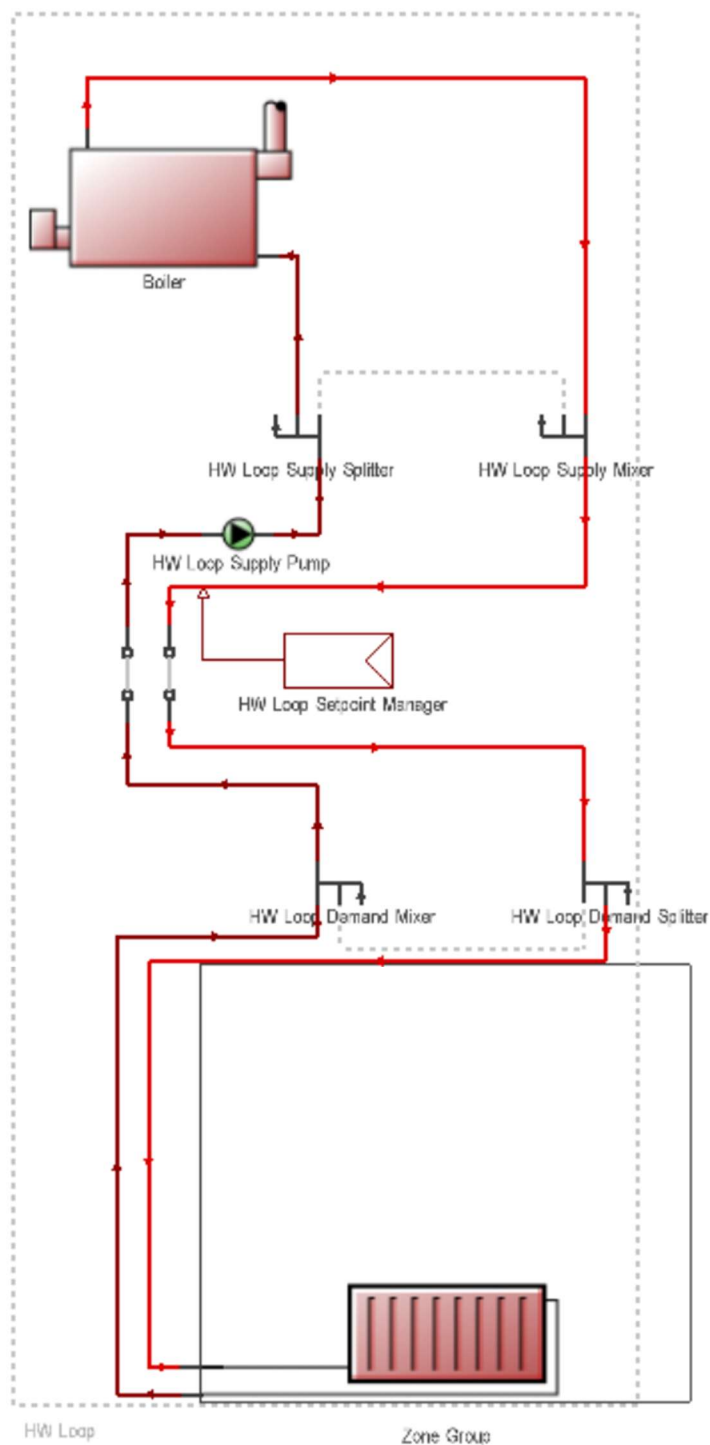 Boiler
HW Loop Supply Splitter
HW Loop Supply Mixer
HW Loop Supply Pump
HW Loop Setpoint Manager
HW Loop Demand Mixer
HW Loop Demand Splitter
HW Loop
Zone Group